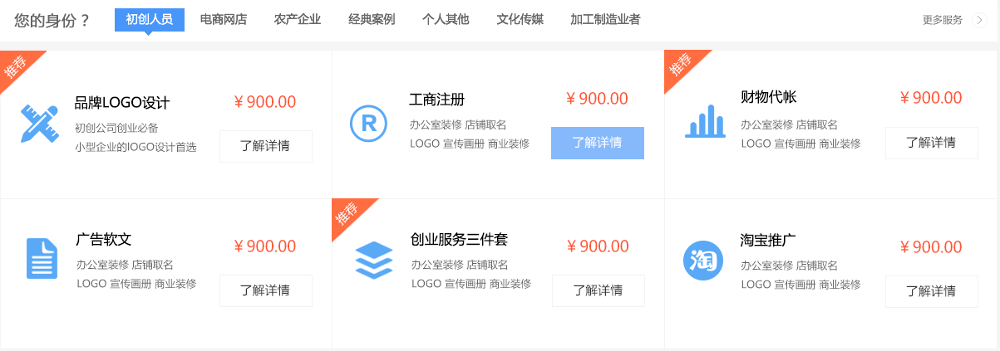 您的身份？ 初创人员 电商网店 农产企业 经典案例 个人其他 文化传媒 加工制造业者 更多服务
推荐
品牌LOGO设计
¥900.00
初创公司创业必备
小型企业的lOGO设计首选
了解详情
R
工商注册
¥900.00
办公室装修 店铺取名
LOGO 宣传画册 商业装修
了解详情
推荐
财物代帐
¥900.00
办公室装修 店铺取名
LOGO 宣传画册 商业装修
了解详情
广告软文
¥900.00
办公室装修 店铺取名
LOGO 宣传画册 商业装修
了解详情
推荐
创业服务三件套
¥900.00
办公室装修 店铺取名
LOGO 宣传画册 商业装修
了解详情
淘
淘宝推广
¥900.00
办公室装修 店铺取名
LOGO 宣传画册 商业装修
了解详情